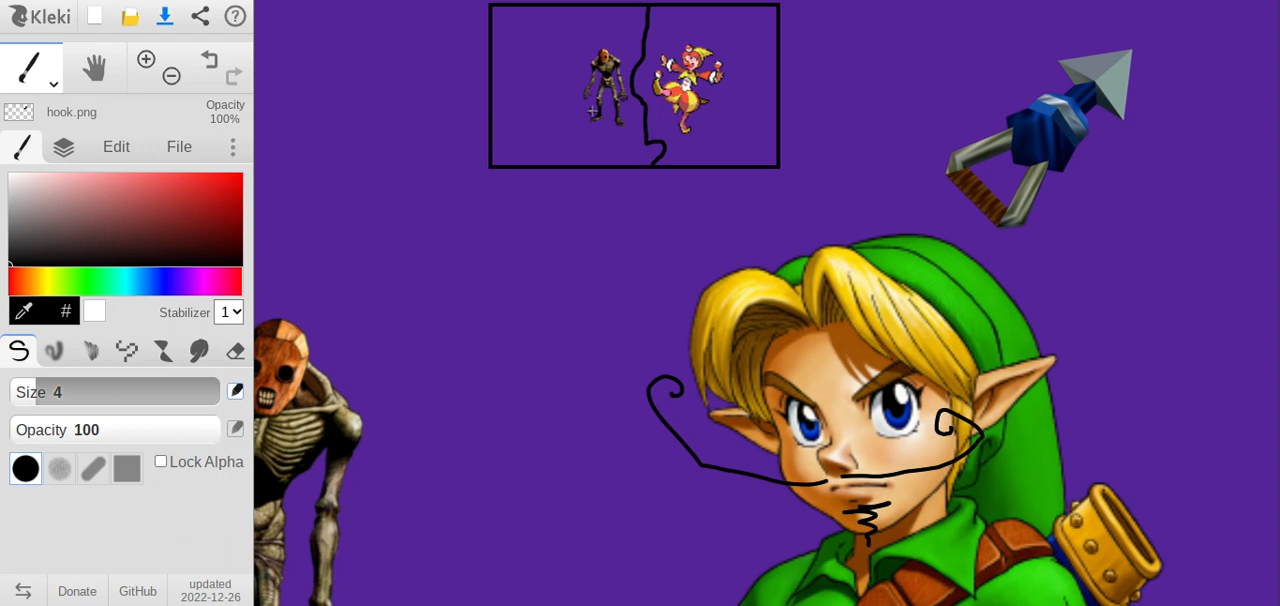 Kleki
hook.png
Opacity
100%
Edit
File
#
Stabilizer 1
Size 4
Opacity 100
Lock Alpha
Donate
GitHub
updated
2022-12-26